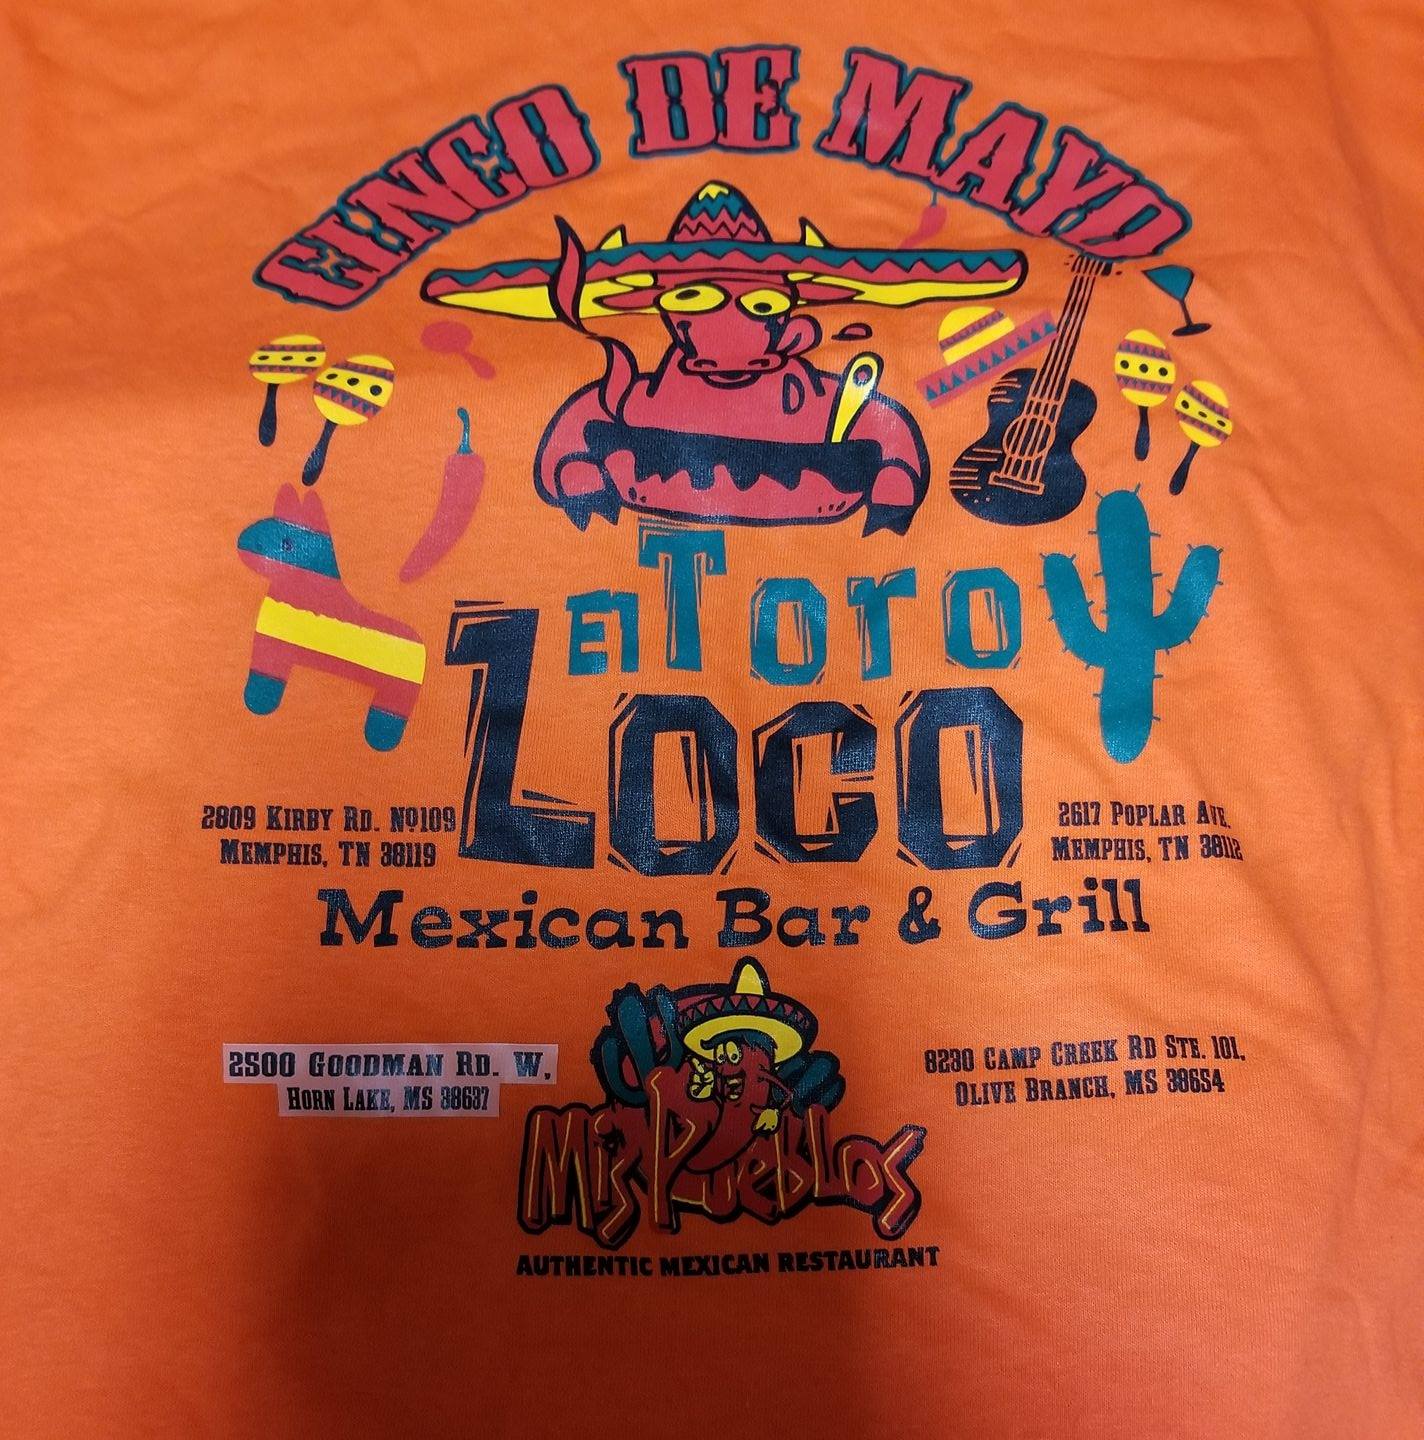 CINCO DE MAYO
El Toro
Loco
2809 Kirby Rd. No109
Memphis, TN 38119
2617 Poplar Ave.
Memphis, TN 38112
Mexican Bar & Grill
2500 Goodman Rd. W,
Horn Lake, MS 38637
8230 Camp Creek Rd Ste. 101,
Olive Branch, MS 38654
Mis Pueblos
AUTHENTIC MEXICAN RESTAURANT